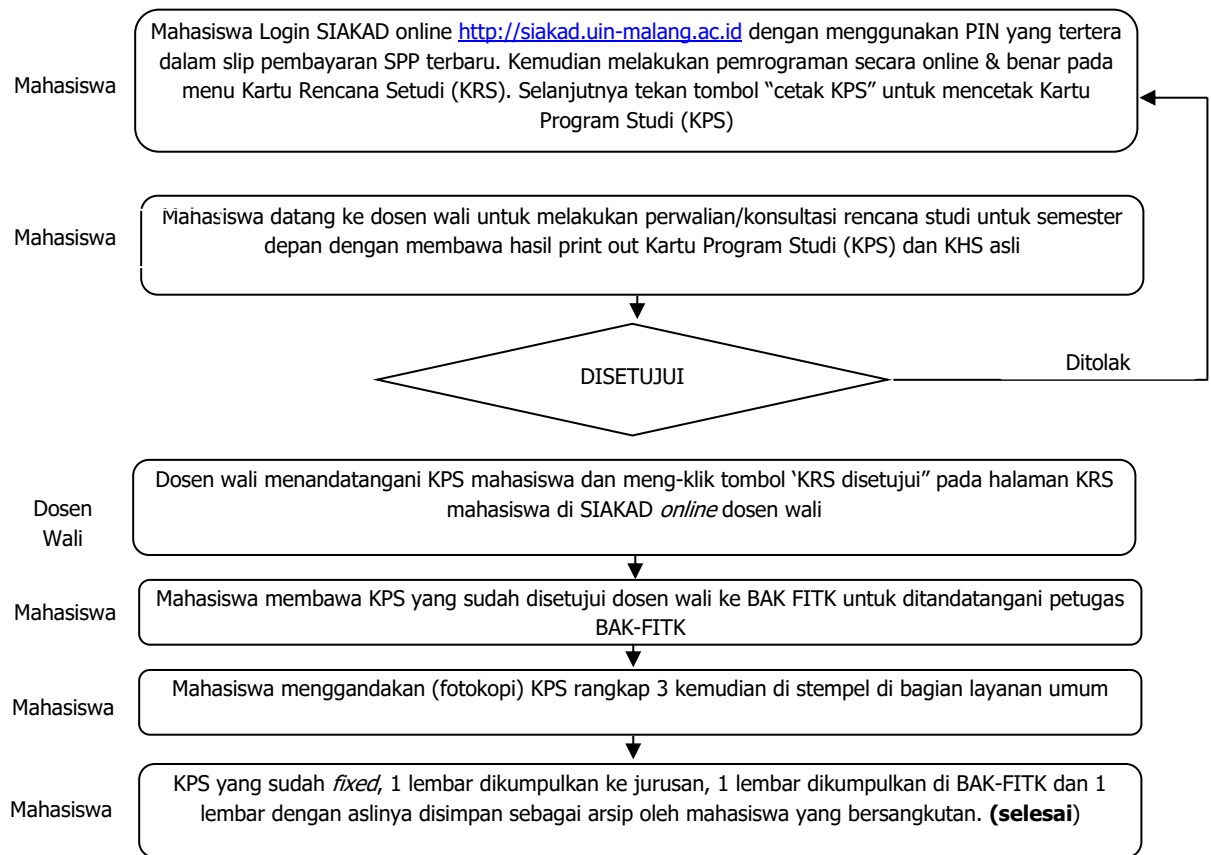 Mahasiswa Login SIAKAD online http://siakad.uin-malang.ac.id dengan menggunakan PIN yang tertera
dalam slip pembayaran SPP terbaru. Kemudian melakukan pemrograman secara online & benar pada
Mahasiswa
menu Kartu Rencana Setudi (KRS). Selanjutnya tekan tombol "cetak KPS" untuk mencetak Kartu
Program Studi (KPS)
Mahasiswa datang ke dosen wali untuk melakukan perwalian/konsultasi rencana studi untuk semester
Mahasiswa
depan dengan membawa hasil print out Kartu Program Studi (KPS) dan KHS asli
DISETUJUI
Ditolak
Dosen wali menandatangani KPS mahasiswa dan meng-klik tombol ‘KRS disetujui” pada halaman KRS
mahasiswa di SIAKAD online dosen wali
Dosen
Wali
Mahasiswa
Mahasiswa membawa KPS yang sudah disetujui dosen wali ke BAK FITK untuk ditandatangani petugas
BAK-FITK
Mahasiswa
Mahasiswa menggandakan (fotokopi) KPS rangkap 3 kemudian di stempel di bagian layanan umum
Mahasiswa
KPS yang sudah fixed, 1 lembar dikumpulkan ke jurusan, 1 lembar dikumpulkan di BAK-FITK dan 1
lembar dengan aslinya disimpan sebagai arsip oleh mahasiswa yang bersangkutan. (selesai)